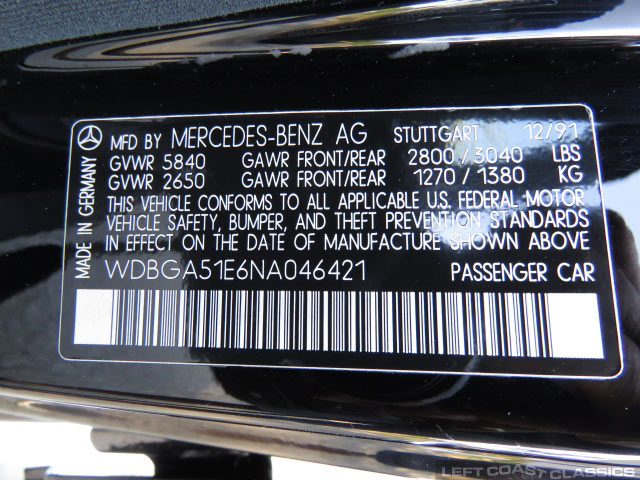 MADE IN GERMANY
MFD BY MERCEDES-BENZ AG STUTTGART 12/91
GVWR 5840 GAWR FRONT/REAR 2800 / 3040 LBS
GVWR 2650 GAWR FRONT/REAR 1270 / 1380 KG
THIS VEHICLE CONFORMS TO ALL APPLICABLE U.S. FEDERAL MOTOR
VEHICLE SAFETY, BUMPER, AND THEFT PREVENTION STANDARDS
IN EFFECT ON THE DATE OF MANUFACTURE SHOWN ABOVE
WDBGA51E6NA046421 PASSENGER CAR
LEFT COAST CLASSICS